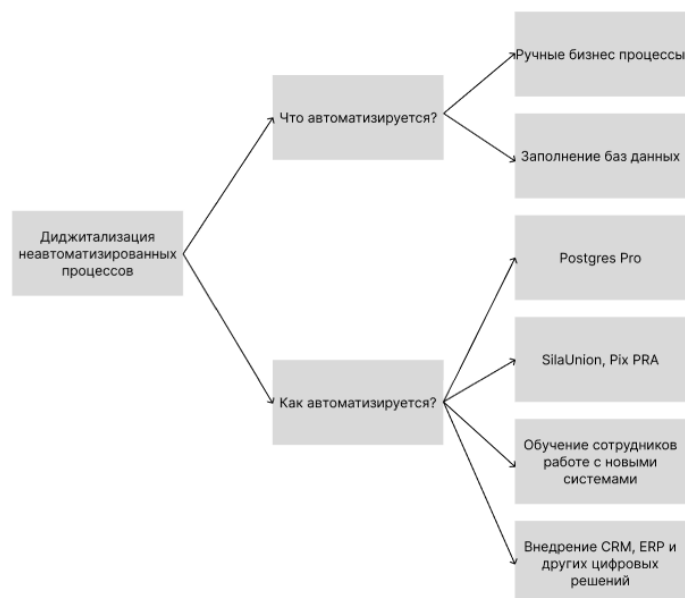 Ручные бизнес процессы
Что автоматизируется?
Заполнение баз данных
Диджитализация
неавтоматизированных
процессов
Postgres Pro
SilaUnion, Pix PRA
Как автоматизируется?
Обучение сотрудников
работе с новыми
системами
Внедрение CRM, ERP и
других цифровых
решений